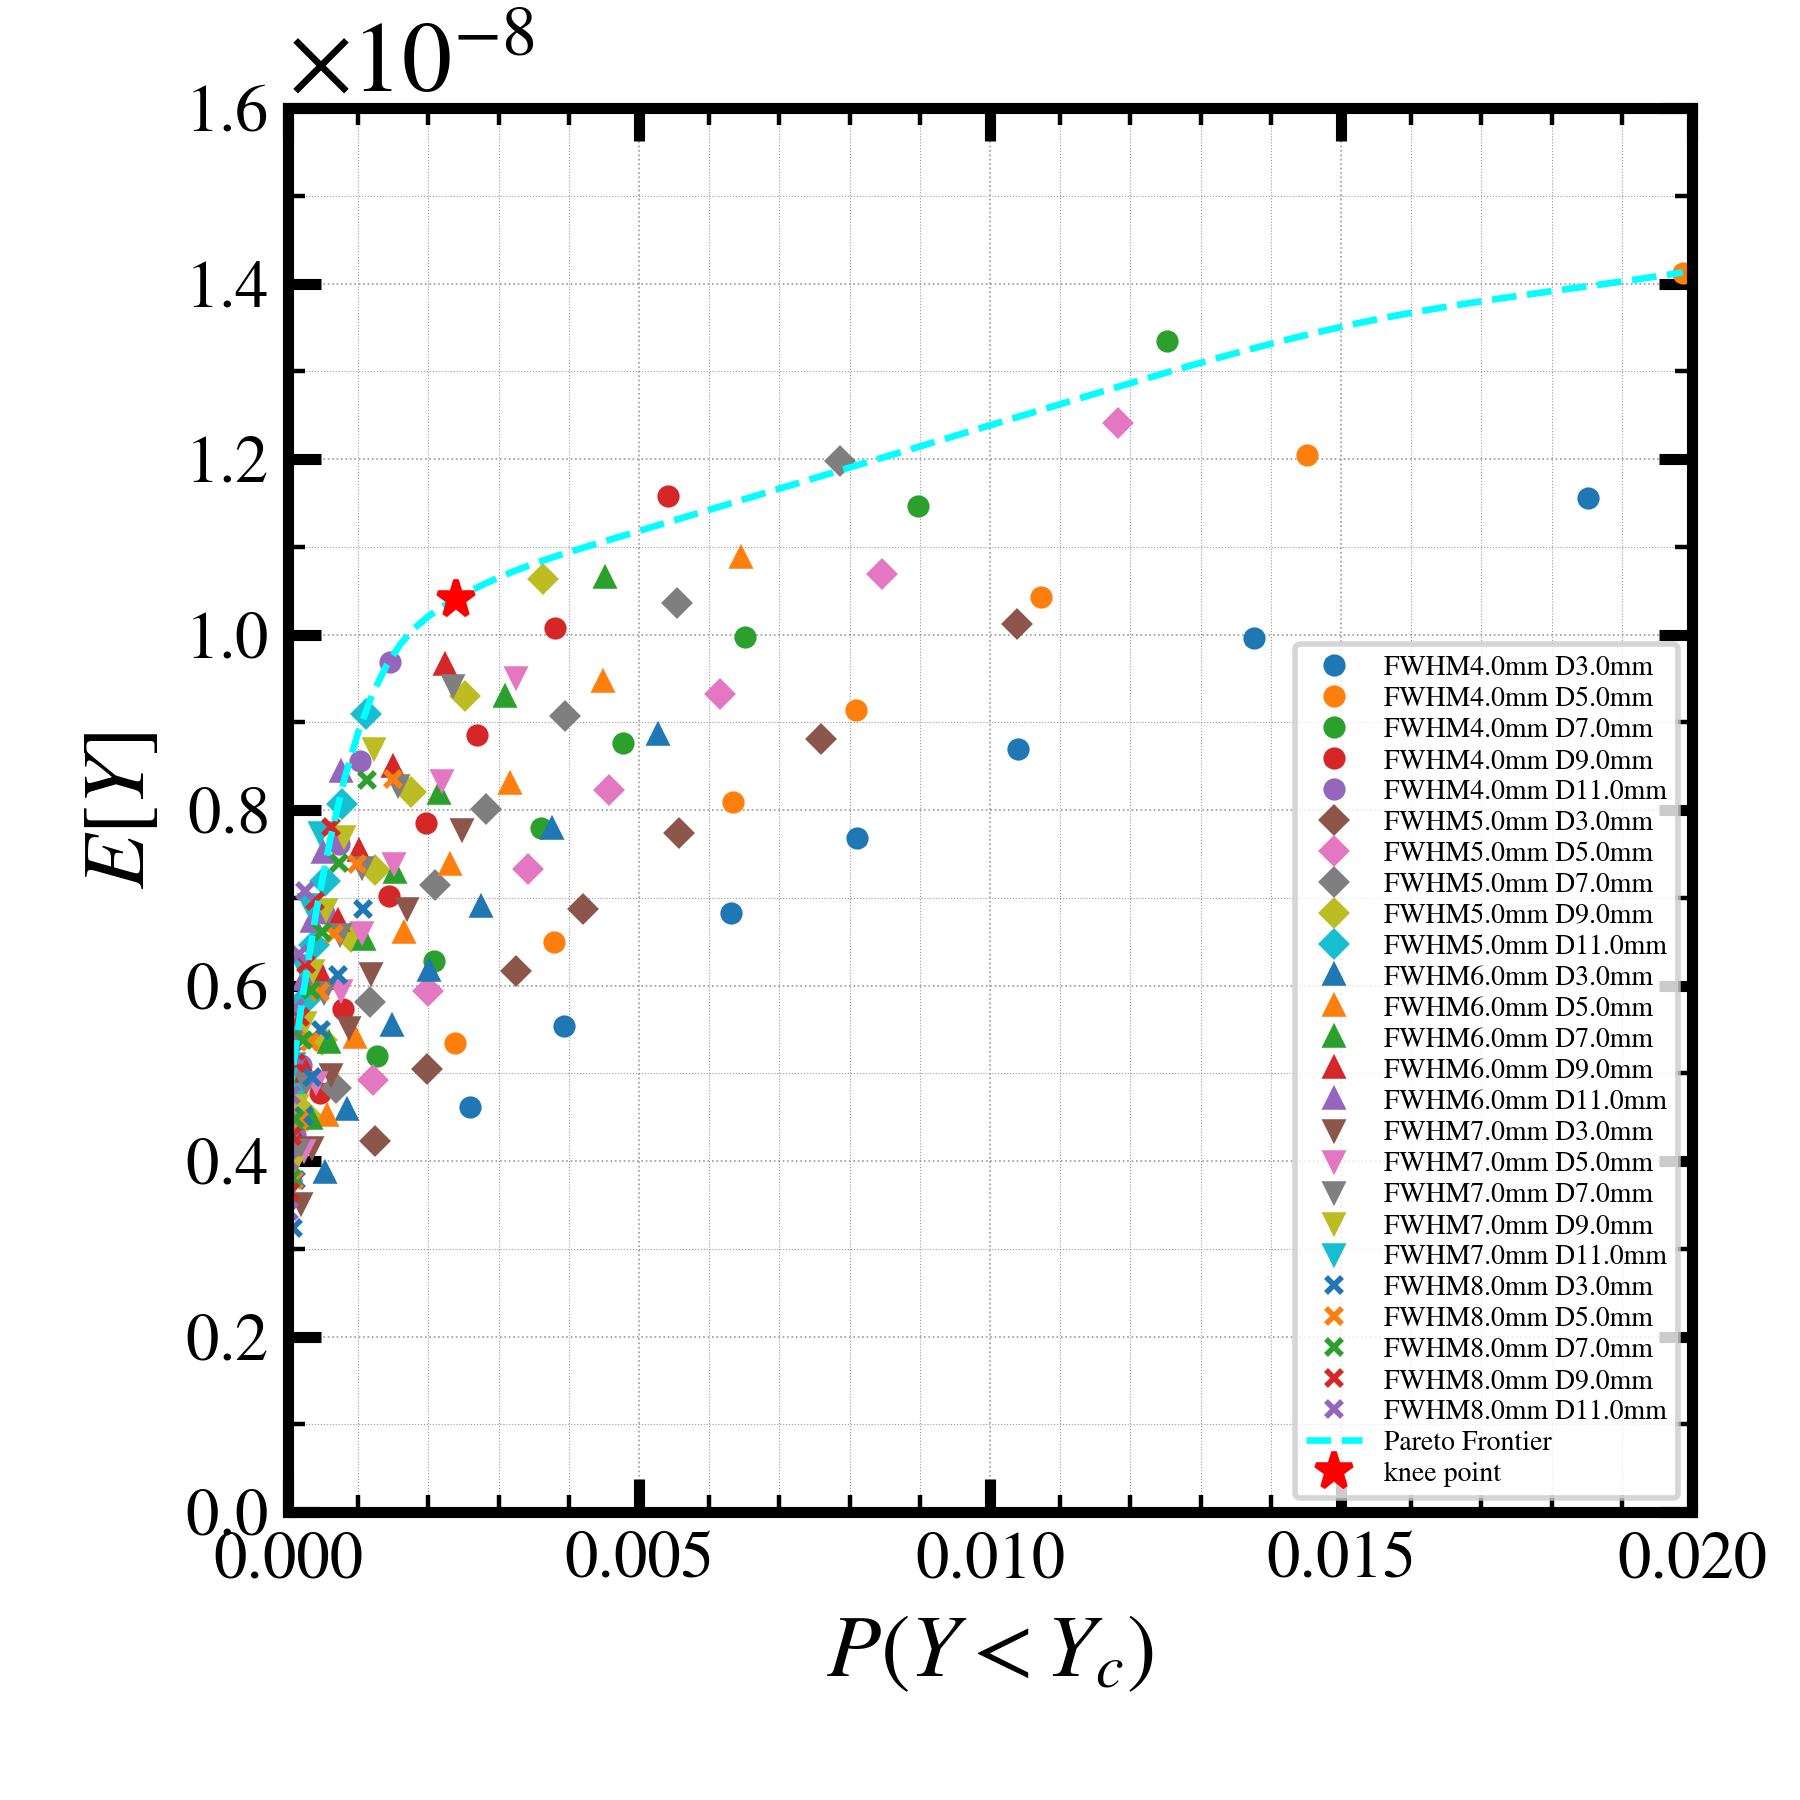 ×10⁻⁸
1.6
1.4
1.2
1.0
0.8
0.6
0.4
0.2
0.0
E[Y]
0.000 0.005 0.010 0.015 0.020
P(Y < Y_c)
FWHM4.0mm D3.0mm
FWHM4.0mm D5.0mm
FWHM4.0mm D7.0mm
FWHM4.0mm D9.0mm
FWHM4.0mm D11.0mm
FWHM5.0mm D3.0mm
FWHM5.0mm D5.0mm
FWHM5.0mm D7.0mm
FWHM5.0mm D9.0mm
FWHM5.0mm D11.0mm
FWHM6.0mm D3.0mm
FWHM6.0mm D5.0mm
FWHM6.0mm D7.0mm
FWHM6.0mm D9.0mm
FWHM6.0mm D11.0mm
FWHM7.0mm D3.0mm
FWHM7.0mm D5.0mm
FWHM7.0mm D7.0mm
FWHM7.0mm D9.0mm
FWHM7.0mm D11.0mm
FWHM8.0mm D3.0mm
FWHM8.0mm D5.0mm
FWHM8.0mm D7.0mm
FWHM8.0mm D9.0mm
FWHM8.0mm D11.0mm
Pareto Frontier
knee point